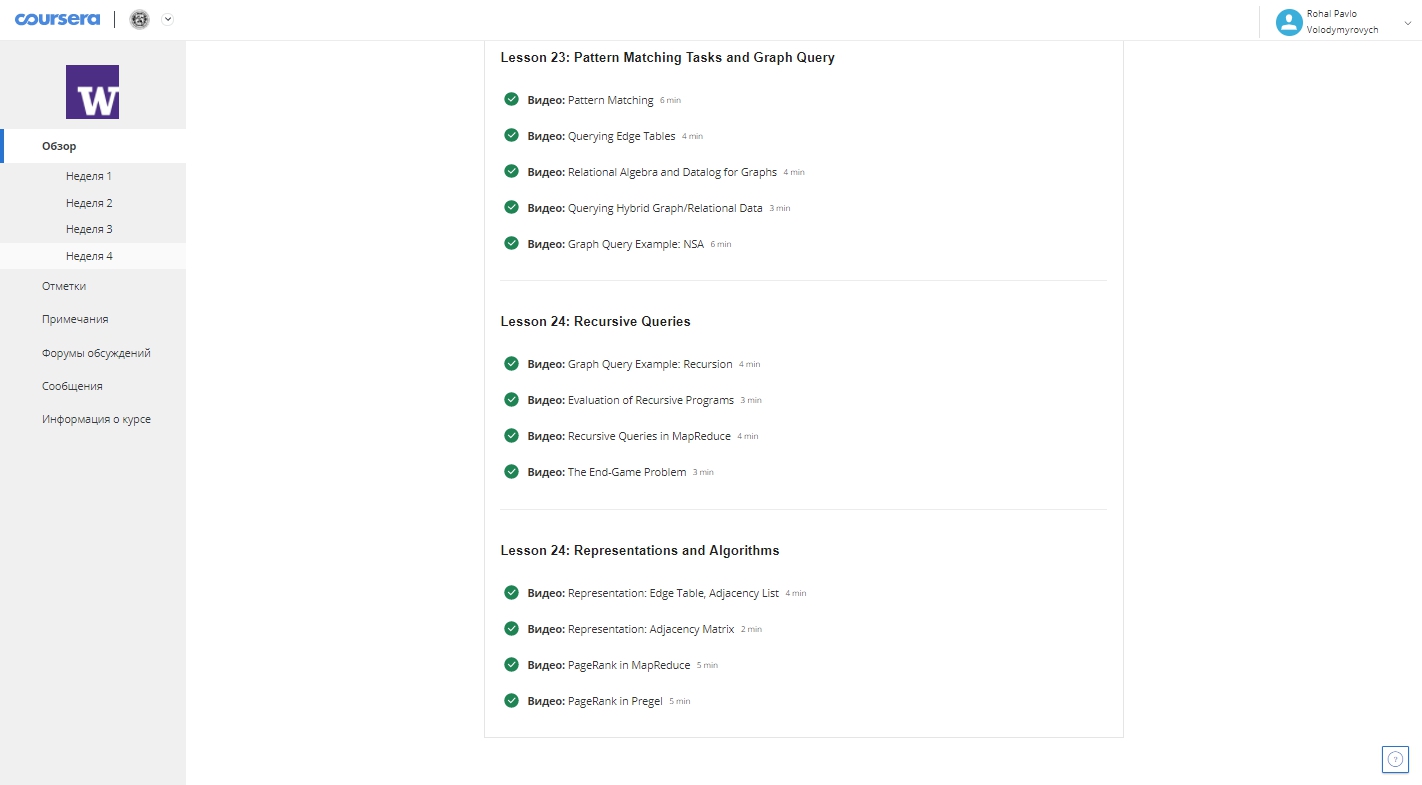 coursera
Rohal Pavlo
Volodymyrovych
W
Обзор
Неделя 1
Неделя 2
Неделя 3
Неделя 4
Отметки
Примечания
Форумы обсуждений
Сообщения
Информация о курсе
Lesson 23: Pattern Matching Tasks and Graph Query
Видео: Pattern Matching 6 min
Видео: Querying Edge Tables 4 min
Видео: Relational Algebra and Datalog for Graphs 4 min
Видео: Querying Hybrid Graph/Relational Data 3 min
Видео: Graph Query Example: NSA 6 min
Lesson 24: Recursive Queries
Видео: Graph Query Example: Recursion 4 min
Видео: Evaluation of Recursive Programs 3 min
Видео: Recursive Queries in MapReduce 4 min
Видео: The End-Game Problem 3 min
Lesson 24: Representations and Algorithms
Видео: Representation: Edge Table, Adjacency List 4 min
Видео: Representation: Adjacency Matrix 2 min
Видео: PageRank in MapReduce 5 min
Видео: PageRank in Pregel 5 min
?